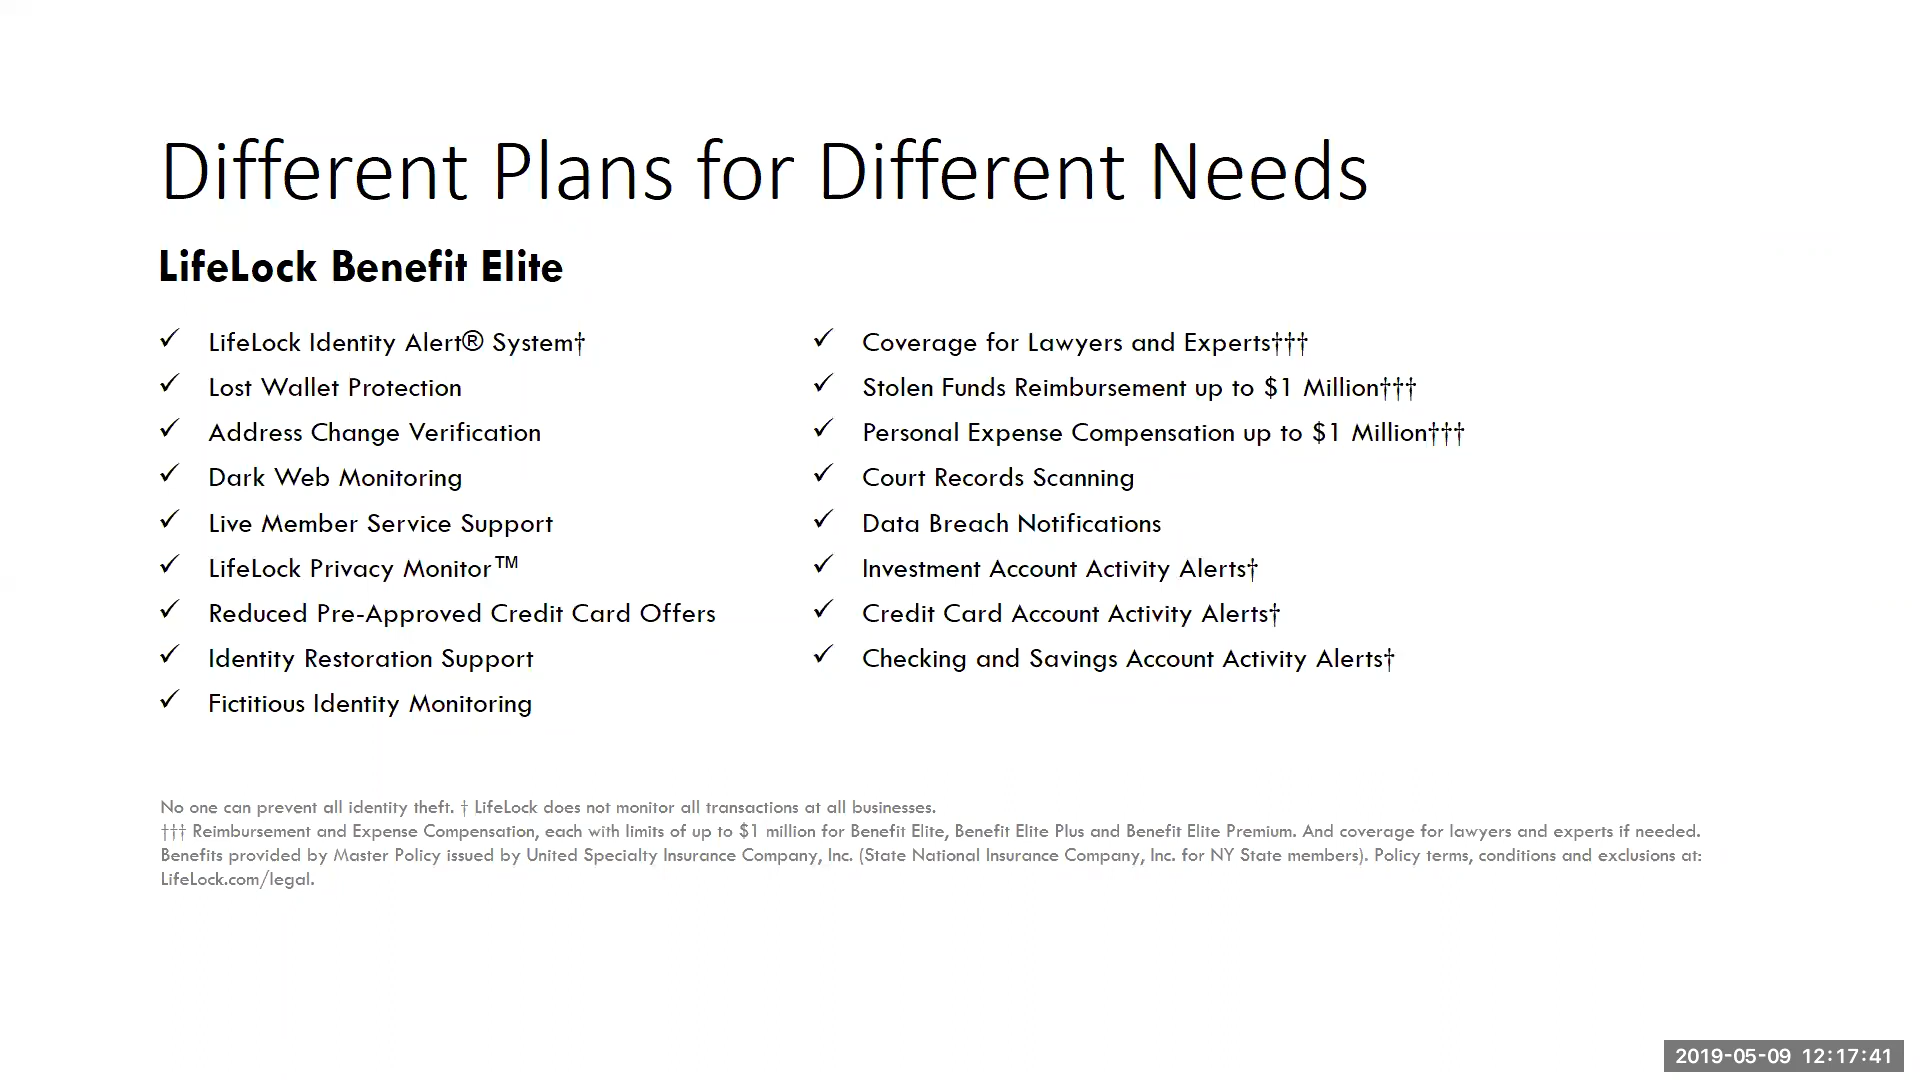 Different Plans for Different Needs
LifeLock Benefit Elite
✓ LifeLock Identity Alert® System†
✓ Lost Wallet Protection
✓ Address Change Verification
✓ Dark Web Monitoring
✓ Live Member Service Support
✓ LifeLock Privacy Monitor™
✓ Reduced Pre-Approved Credit Card Offers
✓ Identity Restoration Support
✓ Fictitious Identity Monitoring
✓ Coverage for Lawyers and Experts†††
✓ Stolen Funds Reimbursement up to $1 Million†††
✓ Personal Expense Compensation up to $1 Million†††
✓ Court Records Scanning
✓ Data Breach Notifications
✓ Investment Account Activity Alerts†
✓ Credit Card Account Activity Alerts†
✓ Checking and Savings Account Activity Alerts†
No one can prevent all identity theft. † LifeLock does not monitor all transactions at all businesses.
††† Reimbursement and Expense Compensation, each with limits of up to $1 million for Benefit Elite, Benefit Elite Plus and Benefit Elite Premium. And coverage for lawyers and experts if needed.
Benefits provided by Master Policy issued by United Specialty Insurance Company, Inc. (State National Insurance Company, Inc. for NY State members). Policy terms, conditions and exclusions at:
LifeLock.com/legal.
2019-05-09 12:17:41